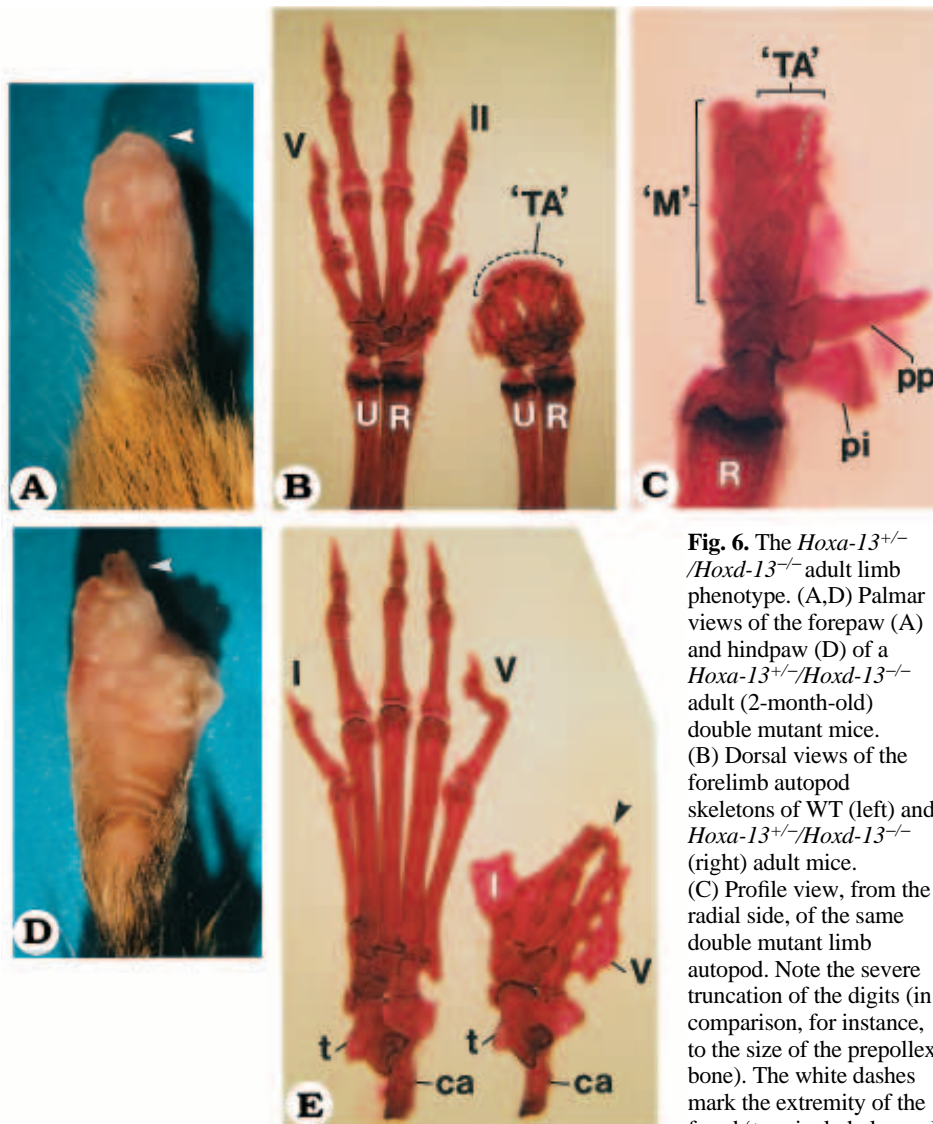 A
V
II
'TA'
U
R
U
R
B
'TA'
'M'
pp
pi
R
C
D
I
V
I
V
t
ca
t
ca
E
Fig. 6. The Hoxa-13+/–
/Hoxd-13–/– adult limb
phenotype. (A,D) Palmar
views of the forepaw (A)
and hindpaw (D) of a
Hoxa-13+/–/Hoxd-13–/–
adult (2-month-old)
double mutant mice.
(B) Dorsal views of the
forelimb autopod
skeletons of WT (left) and
Hoxa-13+/–/Hoxd-13–/–
(right) adult mice.
(C) Profile view, from the
radial side, of the same
double mutant limb
autopod. Note the severe
truncation of the digits (in
comparison, for instance,
to the size of the prepollex
bone). The white dashes
mark the extremity of the